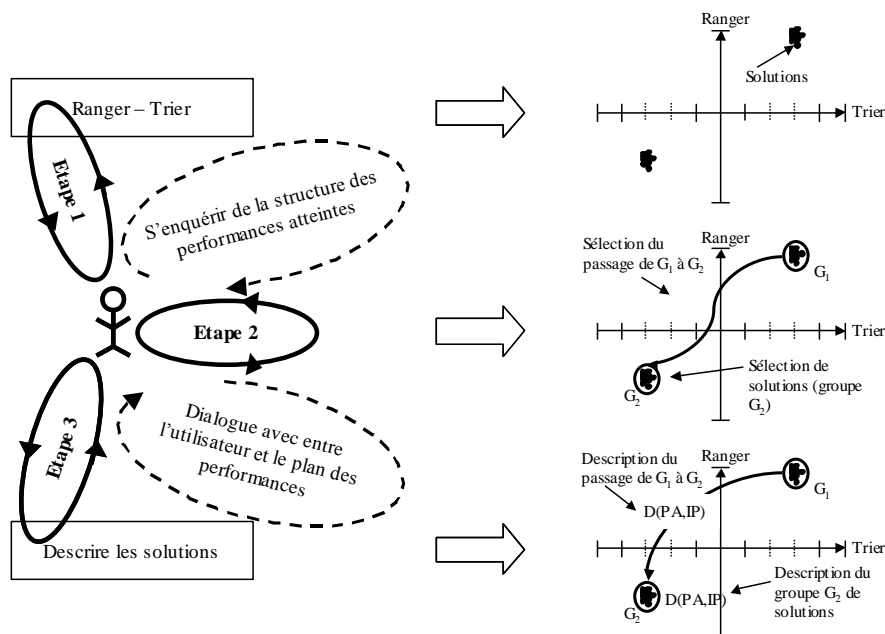 Ranger – Trier
Etape 1
S'enquérir de la structure des
performances atteintes
Etape 2
Dialogue avec entre
l'utilisateur et le plan des
performances
Etape 3
Descrire les solutions
Ranger
Solutions
Trier
Ranger
Sélection du
passage de G1 à G2
G1
Trier
G2
Sélection de
solutions (groupe
G2)
Ranger
Description du
passage de G1 à G2
G1
D(PA,IP)
Trier
G2
D(PA,IP)
Description du
groupe G2 de
solutions